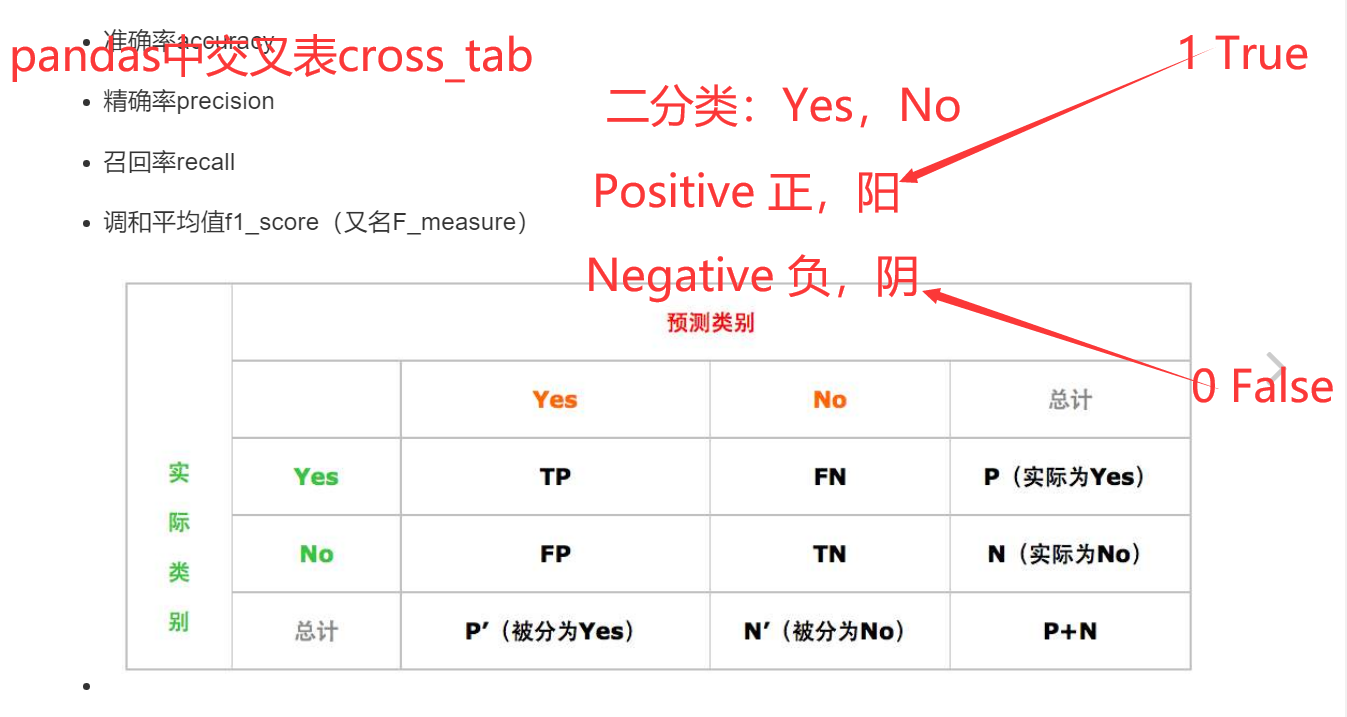 准确率accuracy
pandas中交叉表cross_tab
1 True
精确率precision
二分类：Yes，No
召回率recall
Positive 正，阳
调和平均值f1_score（又名F_measure）
Negative 负，阴
预测类别
0 False
Yes No 总计
实际类别
Yes TP FN P（实际为Yes）
No FP TN N（实际为No）
总计 P′（被分为Yes） N′（被分为No） P+N